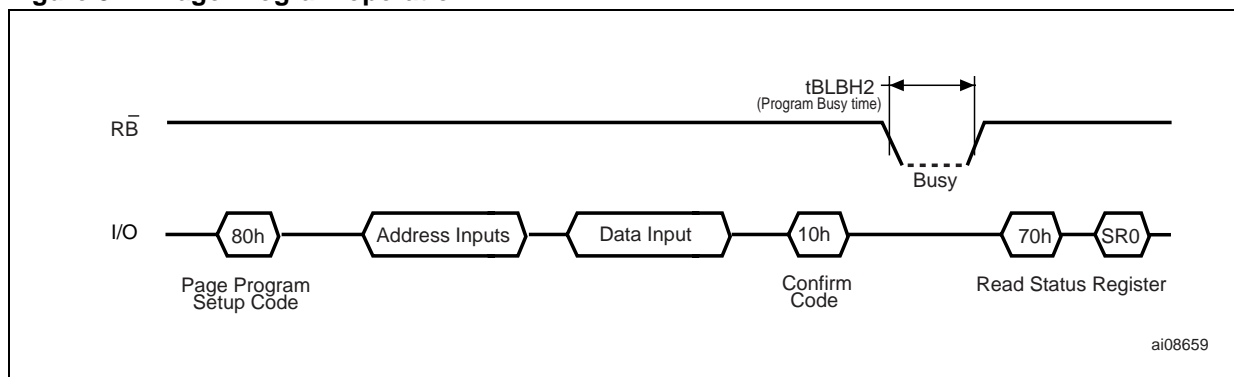 tBLBH2
(Program Busy time)
RB̅
Busy
I/O
80h
Address Inputs
Data Input
10h
70h
SR0
Page Program
Setup Code
Confirm
Code
Read Status Register
ai08659